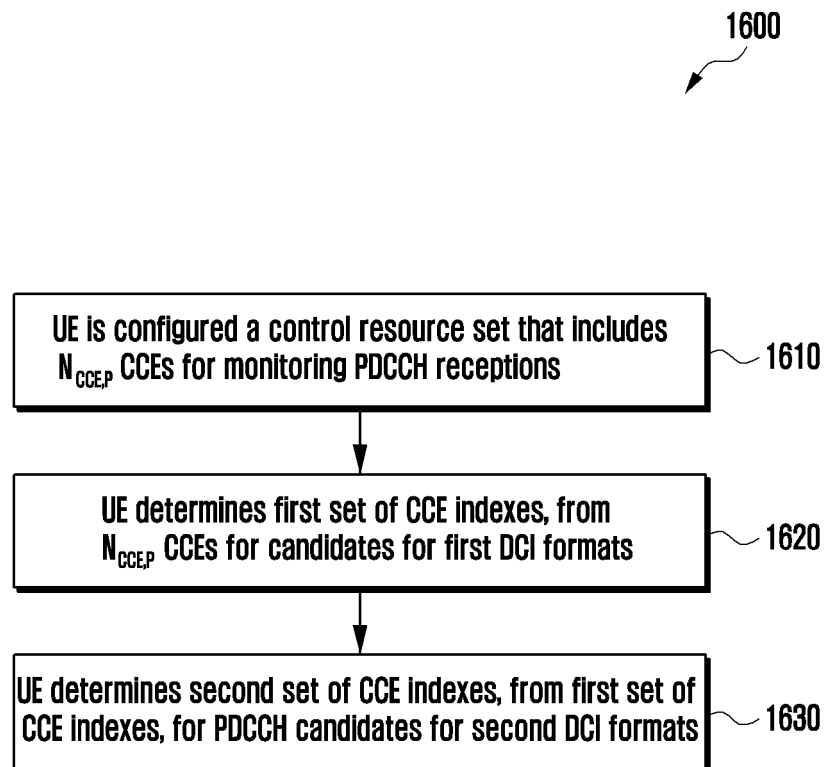 1600
UE is configured a control resource set that includes
N_CCE,P CCEs for monitoring PDCCH receptions
1610
UE determines first set of CCE indexes, from
N_CCE,P CCEs for candidates for first DCI formats
1620
UE determines second set of CCE indexes, from first set of
CCE indexes, for PDCCH candidates for second DCI formats
1630